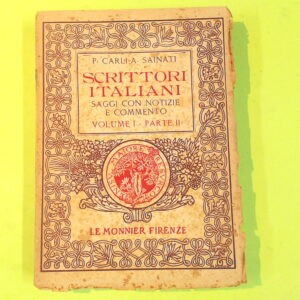 P. CARLI-A. SAINATI
SCRITTORI
ITALIANI
SAGGI CON NOTIZIE
E COMMENTO
VOLUME I - PARTE II
LE MONNIER FIRENZE